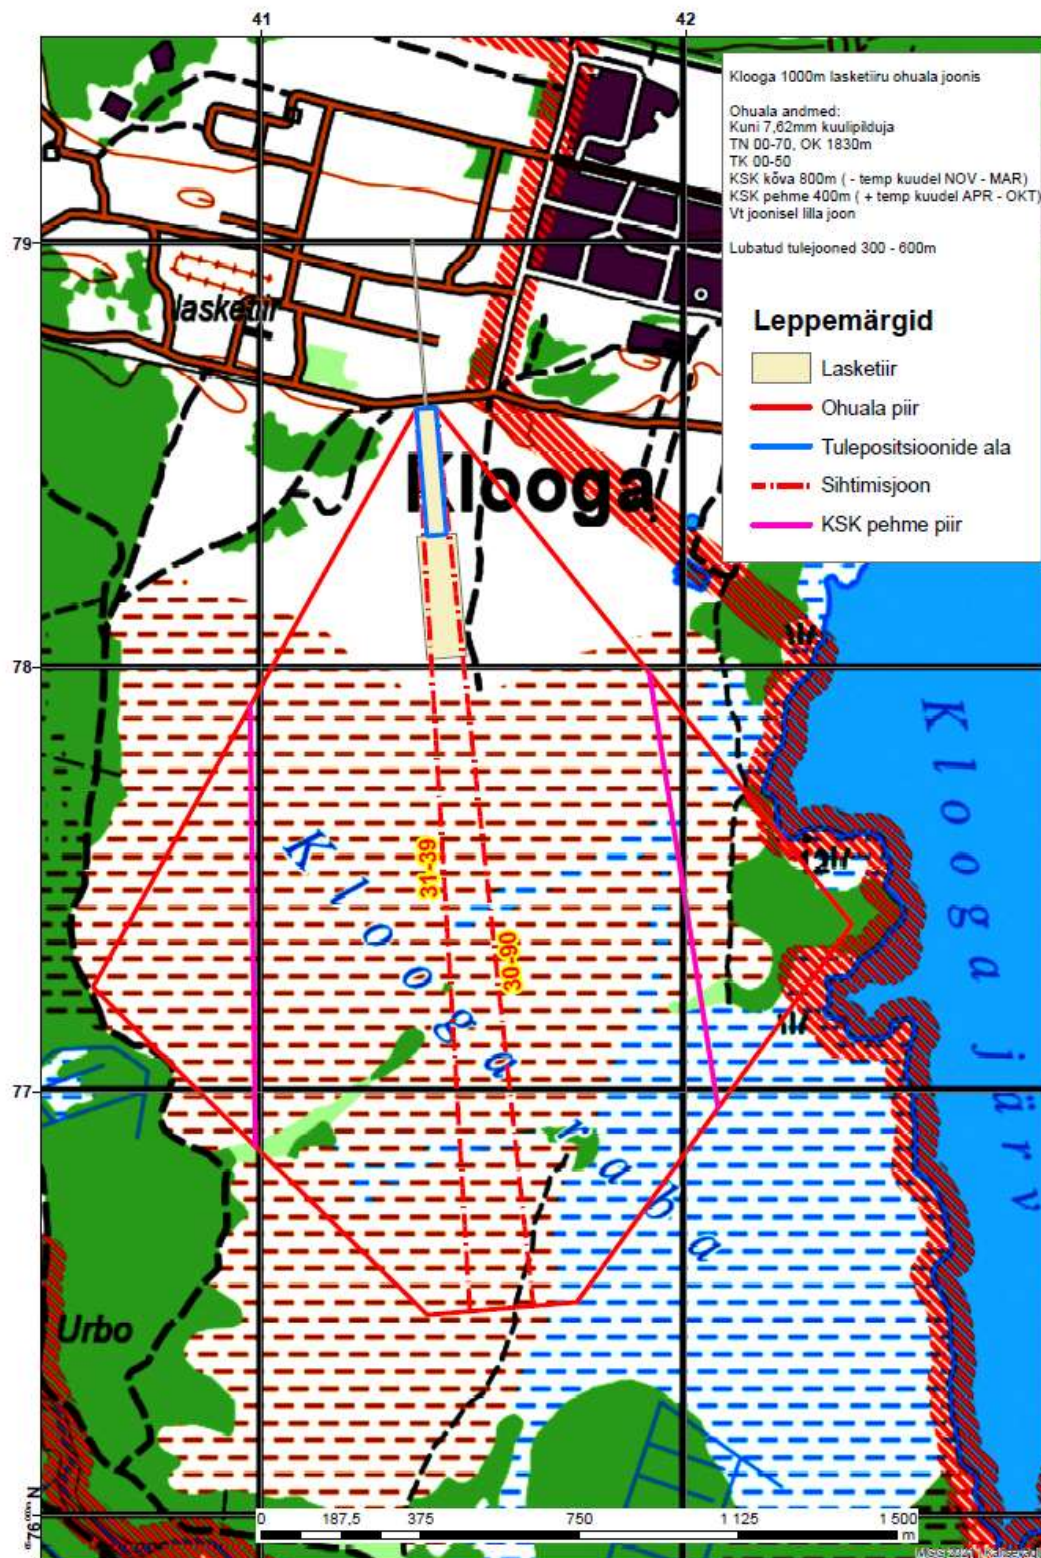 41
42
Klooga 1000m lasketiiru ohuala joonis
Ohuala andmed:
Kuni 7,62mm kuulipilduja
TN 00-70, OK 1830m
TK 00-50
KSK kõva 800m ( - temp kuudel NOV - MAR)
KSK pehme 400m ( + temp kuudel APR - OKT)
Vt joonisel lilla joon
Lubatud tulejooned 300 - 600m
Leppemärgid
Lasketiir
Ohuala piir
Tulepositsioonide ala
Sihtimisjoon
KSK pehme piir
79
lasketiir
Klooga
78
Klooga järv
2
31-39
30-90
Klooga raba
77
Urbo
76
N
0 187,5 375 750 1 125 1 500
m